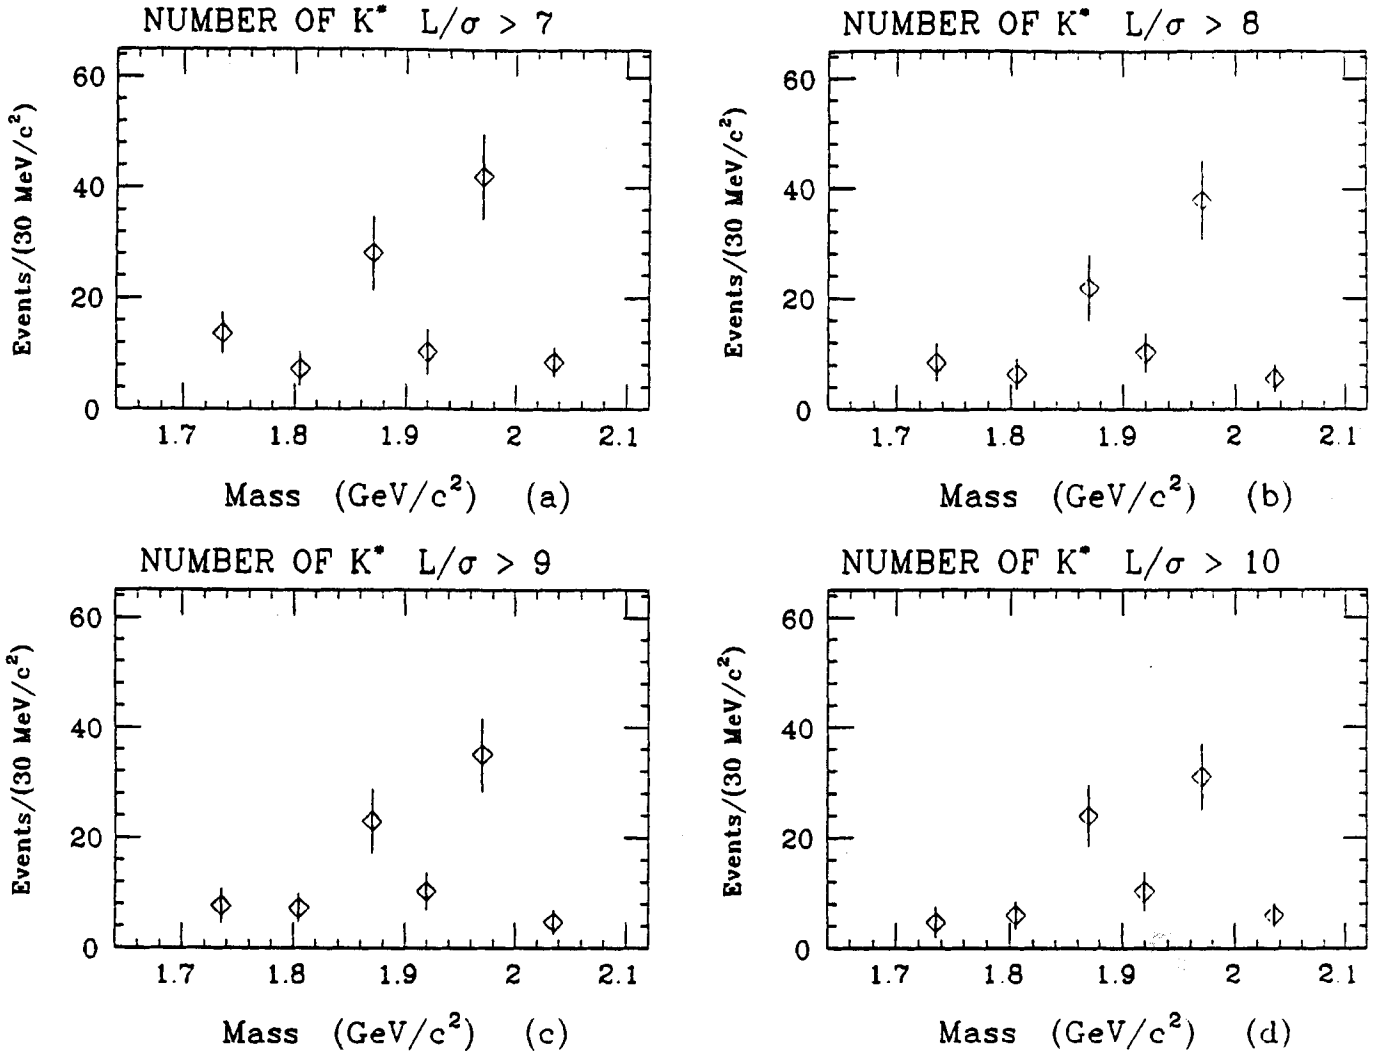 NUMBER OF K* L/σ > 7
60
40
20
0
1.7 1.8 1.9 2 2.1
Events/(30 MeV/c²)
Mass (GeV/c²) (a)
NUMBER OF K* L/σ > 8
60
40
20
0
1.7 1.8 1.9 2 2.1
Events/(30 MeV/c²)
Mass (GeV/c²) (b)
NUMBER OF K* L/σ > 9
60
40
20
0
1.7 1.8 1.9 2 2.1
Events/(30 MeV/c²)
Mass (GeV/c²) (c)
NUMBER OF K* L/σ > 10
60
40
20
0
1.7 1.8 1.9 2 2.1
Events/(30 MeV/c²)
Mass (GeV/c²) (d)